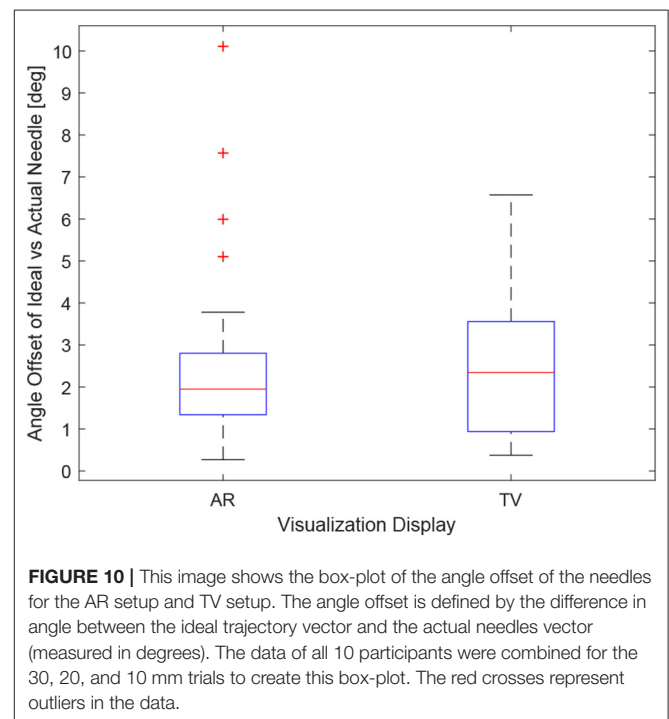 10
9
8
7
6
5
4
3
2
1
0
Angle Offset of Ideal vs Actual Needle [deg]
AR
TV
Visualization Display
FIGURE 10 | This image shows the box-plot of the angle offset of the needles
for the AR setup and TV setup. The angle offset is defined by the difference in
angle between the ideal trajectory vector and the actual needles vector
(measured in degrees). The data of all 10 participants were combined for the
30, 20, and 10 mm trials to create this box-plot. The red crosses represent
outliers in the data.